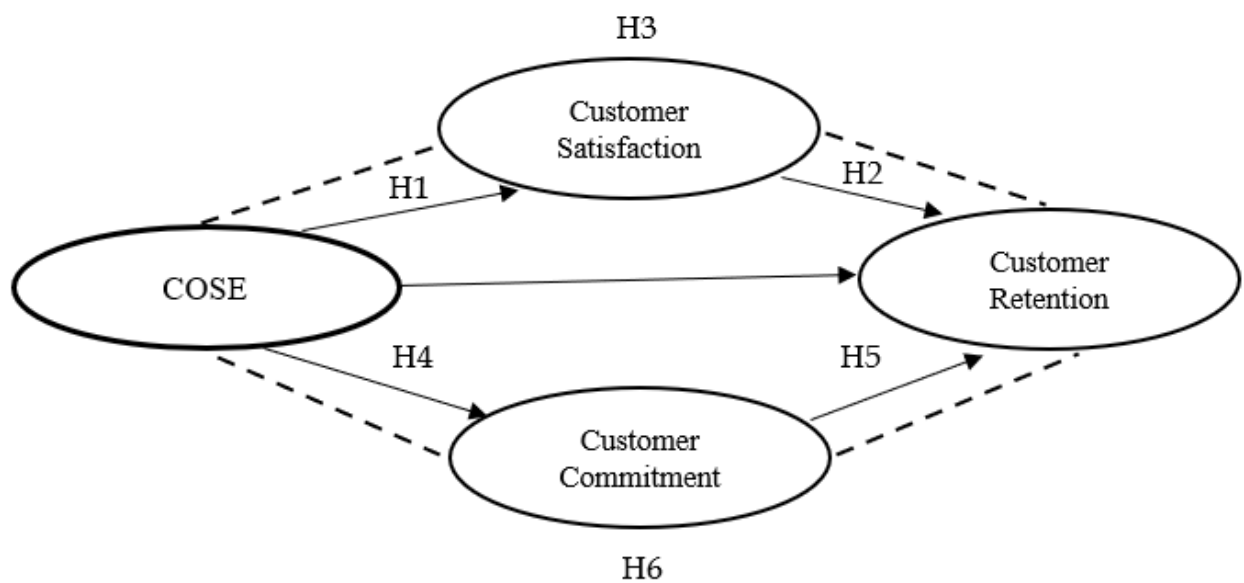 H3
Customer
Satisfaction
H1
H2
COSE
Customer
Retention
H4
H5
Customer
Commitment
H6